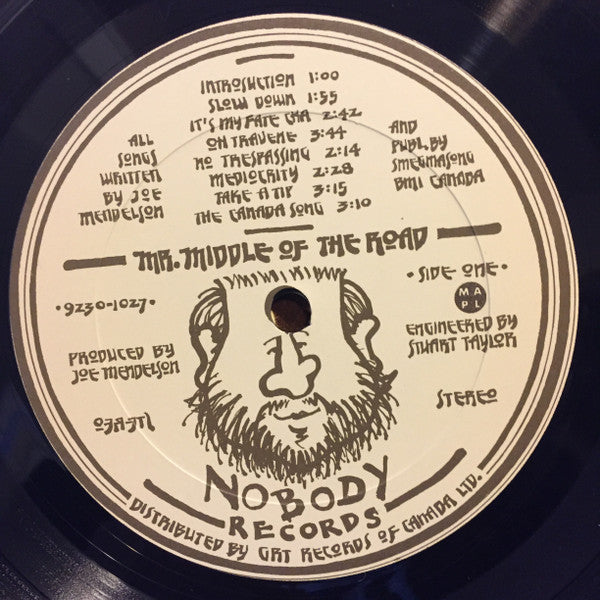 INTRODUCTION 1:00
SLOW DOWN 1:55
IT'S MY FATE CHA 2:42
OH TRAVENE 3:44
NO TRESPASSING 2:14
MEDIOCRITY 2:28
TAKE A TIP 3:15
THE CANADA SONG 3:10
ALL
SONGS
WRITTEN
BY JOE
MENDELSON
AND
PUBL. BY
SMEGMASONG
BMI CANADA
MR. MIDDLE OF THE ROAD
• SIDE ONE •
•9230-1027•
M A
P L
PRODUCED BY
JOE MENDELSON
ENGINEERED BY
STUART TAYLOR
STEREO
NOBODY
RECORDS
DISTRIBUTED BY GRT RECORDS OF CANADA LTD.